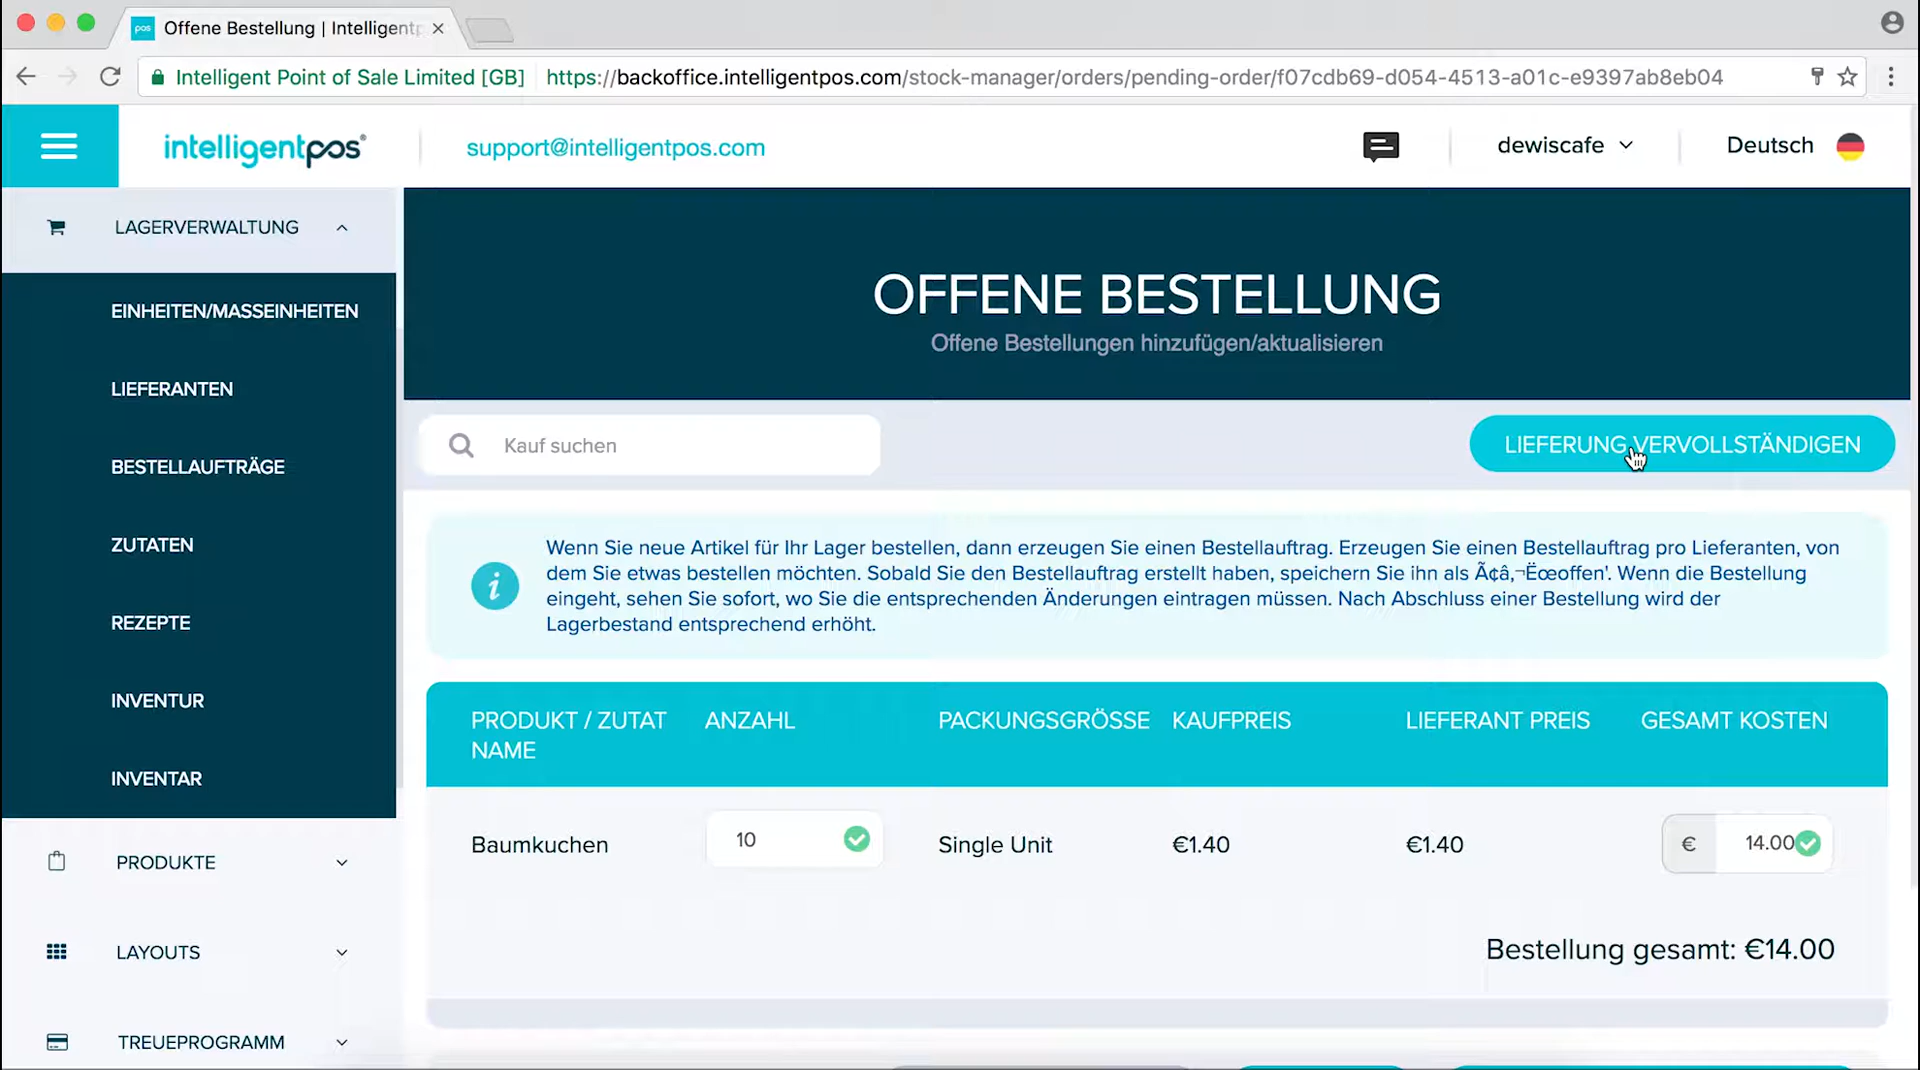 pos Offene Bestellung | Intelligentp
Intelligent Point of Sale Limited [GB] https://backoffice.intelligentpos.com/stock-manager/orders/pending-order/f07cdb69-d054-4513-a01c-e9397ab8eb04
intelligentpos®
support@intelligentpos.com
dewiscafe
Deutsch
LAGERVERWALTUNG
EINHEITEN/MASSEINHEITEN
LIEFERANTEN
BESTELLAUFTRÄGE
ZUTATEN
REZEPTE
INVENTUR
INVENTAR
PRODUKTE
LAYOUTS
TREUEPROGRAMM
OFFENE BESTELLUNG
Offene Bestellungen hinzufügen/aktualisieren
Kauf suchen
LIEFERUNG VERVOLLSTÄNDIGEN
Wenn Sie neue Artikel für Ihr Lager bestellen, dann erzeugen Sie einen Bestellauftrag. Erzeugen Sie einen Bestellauftrag pro Lieferanten, von
dem Sie etwas bestellen möchten. Sobald Sie den Bestellauftrag erstellt haben, speichern Sie ihn als Ã¢â‚¬Ëœoffen'. Wenn die Bestellung
eingeht, sehen Sie sofort, wo Sie die entsprechenden Änderungen eintragen müssen. Nach Abschluss einer Bestellung wird der
Lagerbestand entsprechend erhöht.
PRODUKT / ZUTAT ANZAHL PACKUNGSGRÖSSE KAUFPREIS LIEFERANT PREIS GESAMT KOSTEN
NAME
Baumkuchen 10 Single Unit €1.40 €1.40 € 14.00
Bestellung gesamt: €14.00